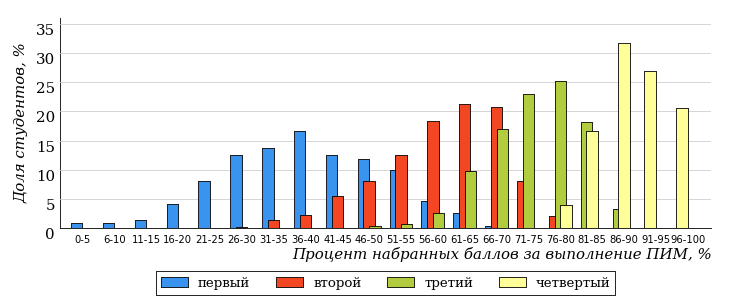 35
30
25
20
15
10
5
0
Доля студентов, %
0-5 6-10 11-15 16-20 21-25 26-30 31-35 36-40 41-45 46-50 51-55 56-60 61-65 66-70 71-75 76-80 81-85 86-90 91-95 96-100
Процент набранных баллов за выполнение ПИМ, %
первый второй третий четвертый